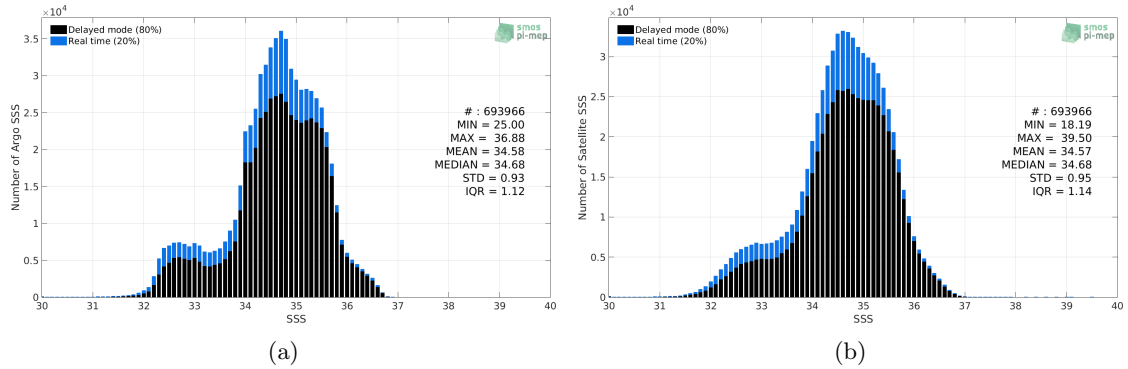 ×10⁴
Delayed mode (80%)
Real time (20%)
smos
pi-mep
3.5
3
2.5
2
1.5
1
0.5
0
Number of Argo SSS
# : 693966
MIN = 25.00
MAX = 36.88
MEAN = 34.58
MEDIAN = 34.68
STD = 0.93
IQR = 1.12
30 31 32 33 34 35 36 37 38 39 40
SSS
(a)
×10⁴
Delayed mode (80%)
Real time (20%)
smos
pi-mep
3
2.5
2
1.5
1
0.5
0
Number of Satellite SSS
# : 693966
MIN = 18.19
MAX = 39.50
MEAN = 34.57
MEDIAN = 34.68
STD = 0.95
IQR = 1.14
30 31 32 33 34 35 36 37 38 39 40
SSS
(b)